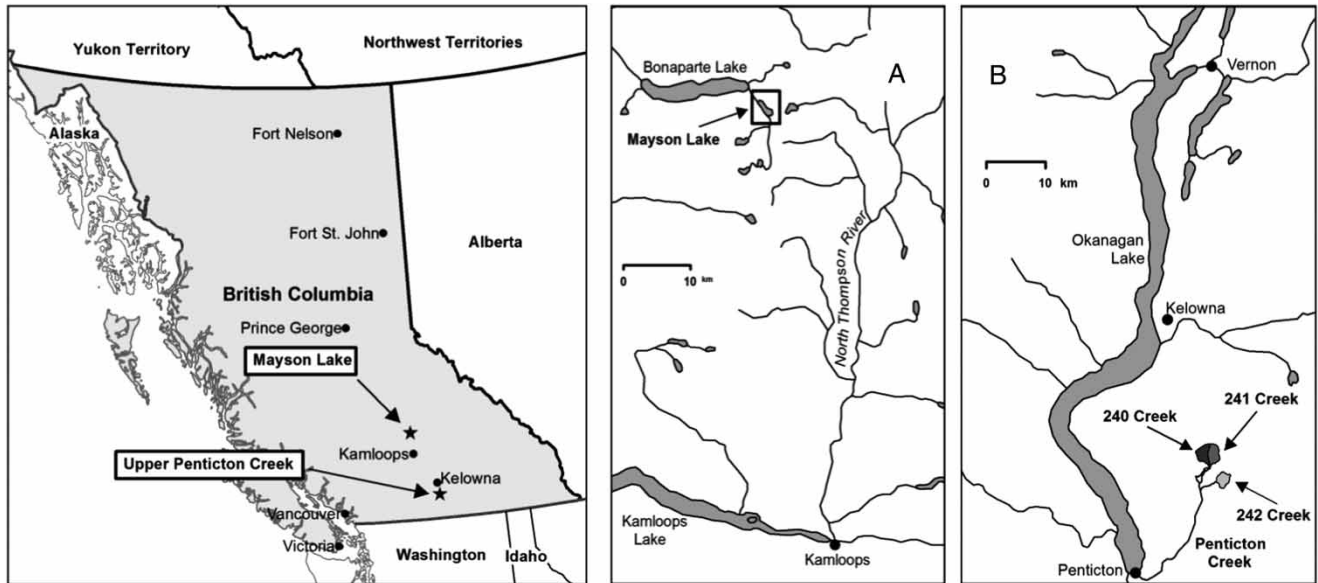 Yukon Territory
Northwest Territories
Alaska
Fort Nelson
Fort St. John
Alberta
British Columbia
Prince George
Mayson Lake
Kamloops
Upper Penticton Creek
Kelowna
Vancouver
Victoria
Washington
Idaho
A
Bonaparte Lake
Mayson Lake
North Thompson River
0 10 km
Kamloops
Lake
Kamloops
B
Vernon
0 10 km
Okanagan
Lake
Kelowna
241 Creek
240 Creek
242 Creek
Penticton
Creek
Penticton